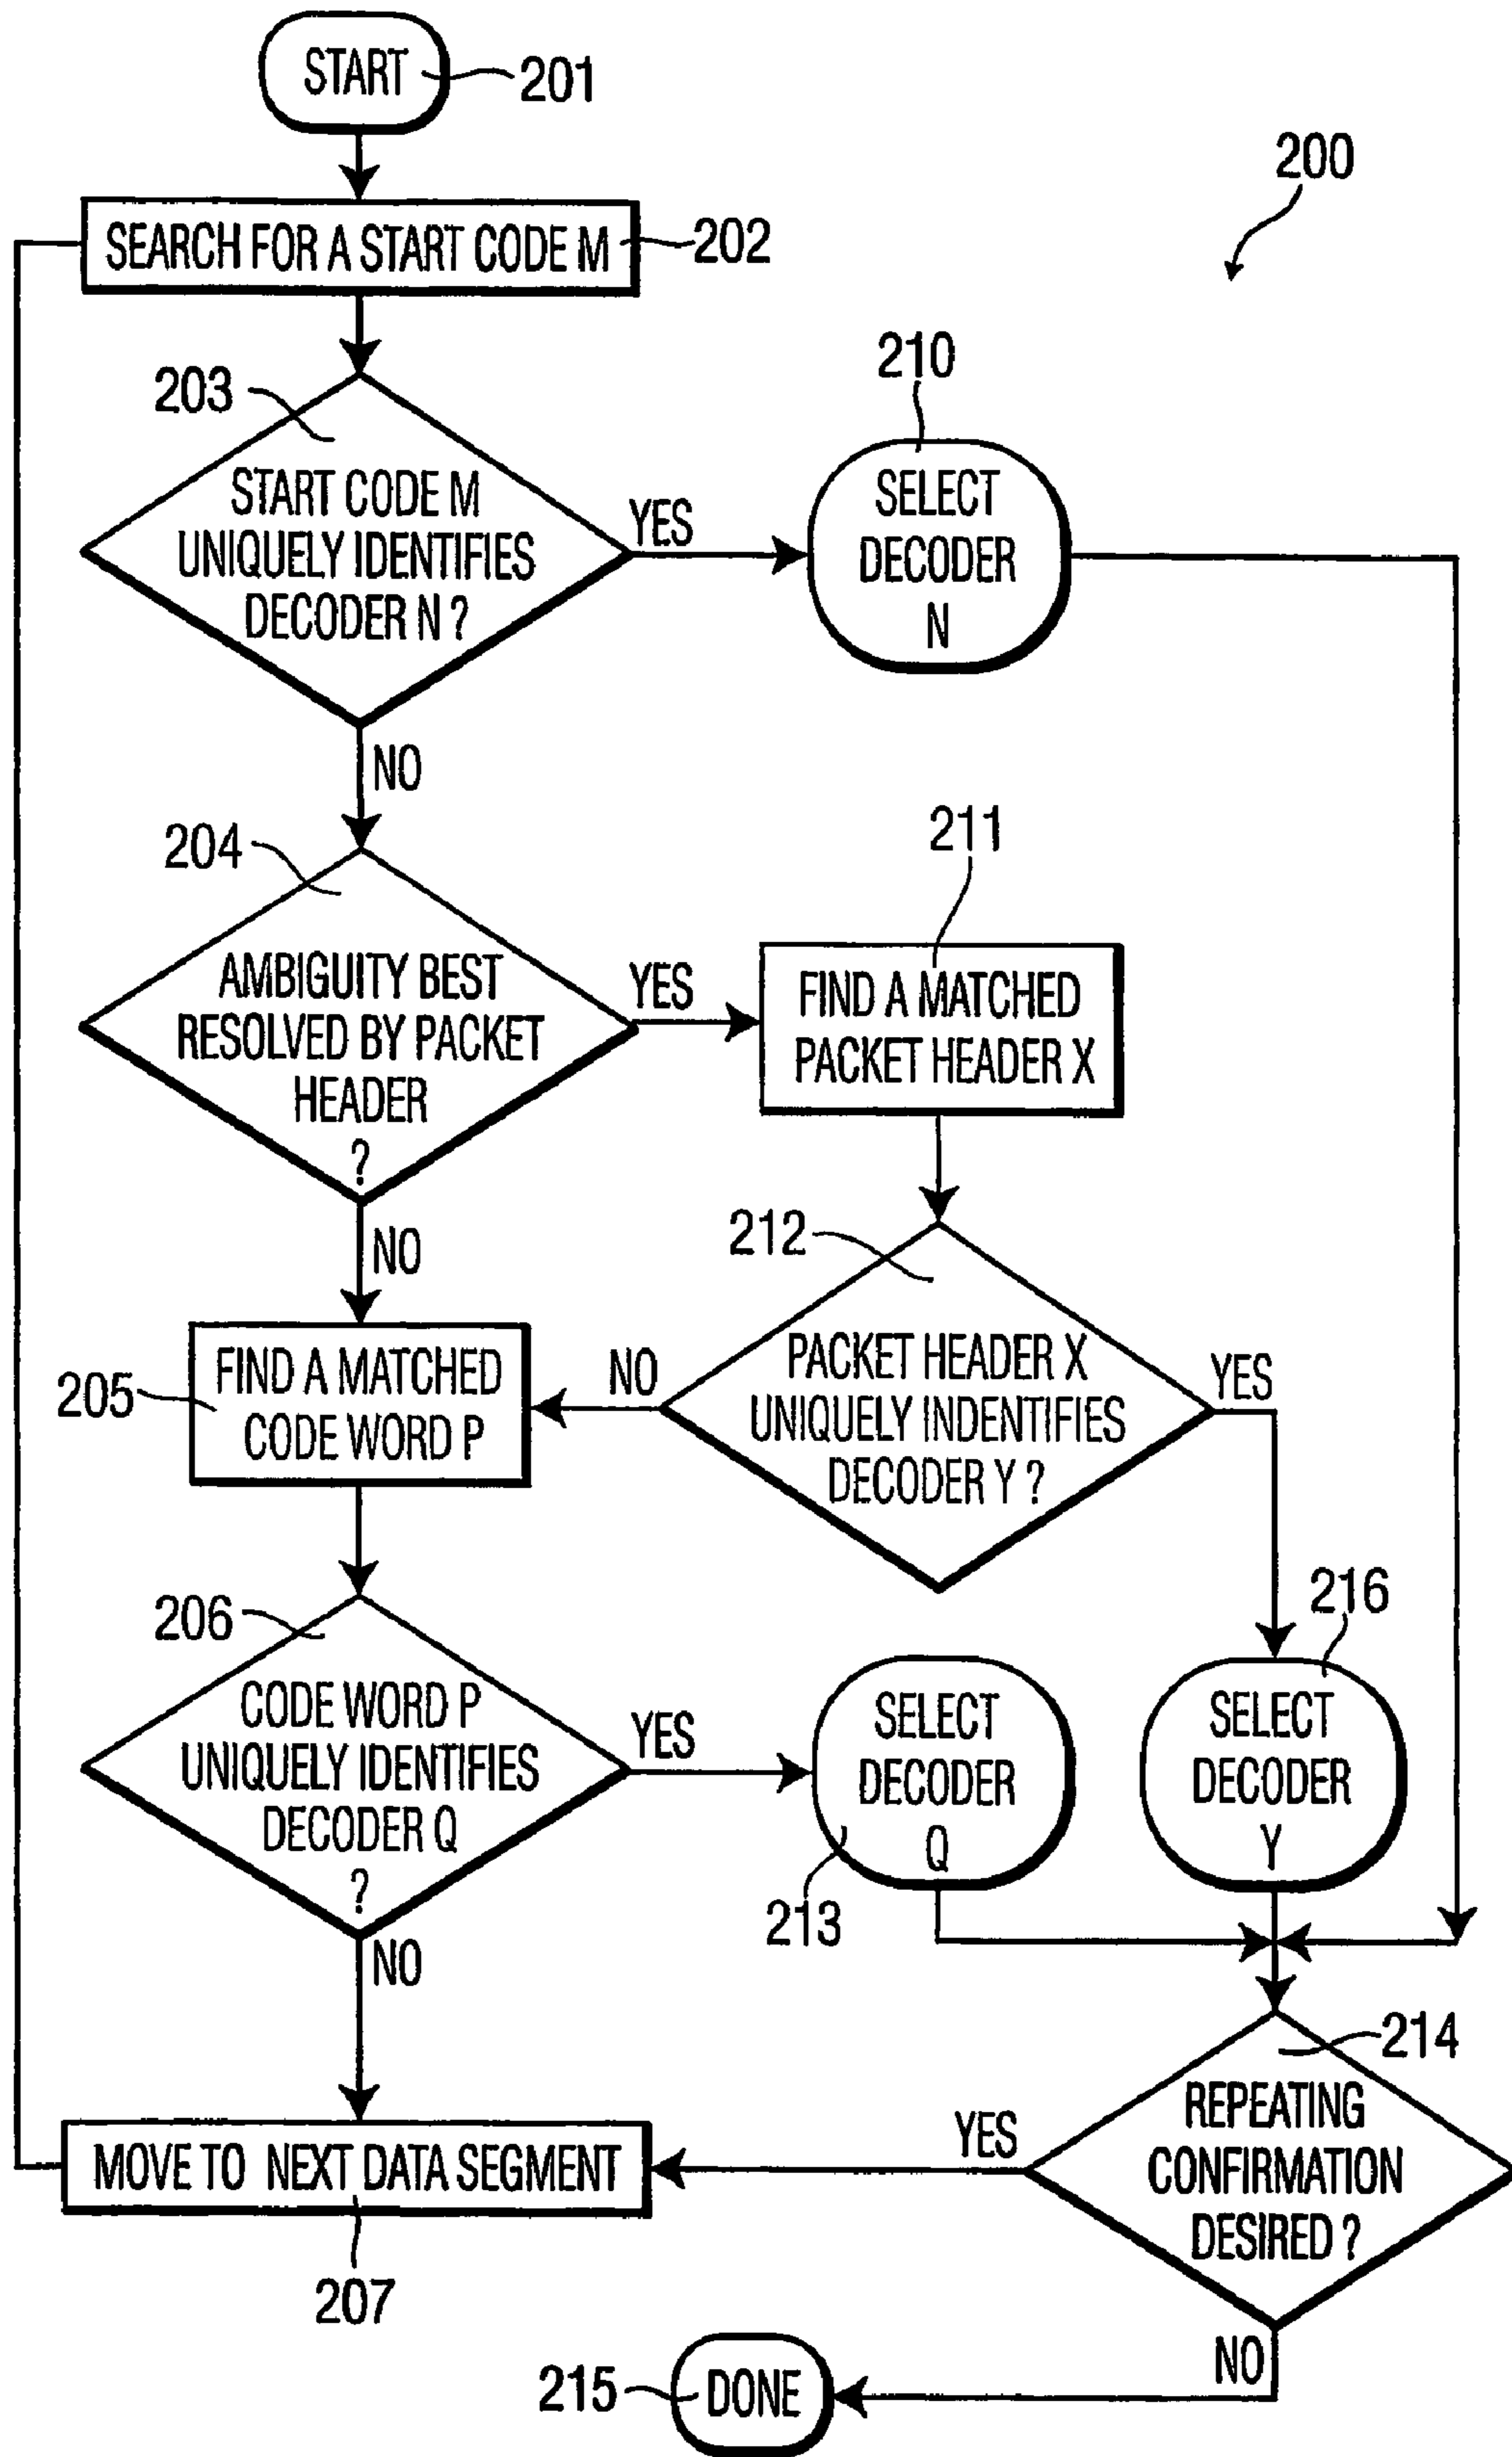 START
201
200
SEARCH FOR A START CODE M
202
203
START CODE M
UNIQUELY IDENTIFIES
DECODER N ?
YES
210
SELECT
DECODER
N
NO
204
AMBIGUITY BEST
RESOLVED BY PACKET
HEADER
?
YES
211
FIND A MATCHED
PACKET HEADER X
NO
212
PACKET HEADER X
UNIQUELY INDENTIFIES
DECODER Y ?
NO
YES
205
FIND A MATCHED
CODE WORD P
206
CODE WORD P
UNIQUELY IDENTIFIES
DECODER Q
?
YES
SELECT
DECODER
Q
213
216
SELECT
DECODER
Y
NO
214
REPEATING
CONFIRMATION
DESIRED ?
YES
MOVE TO NEXT DATA SEGMENT
207
NO
215
DONE